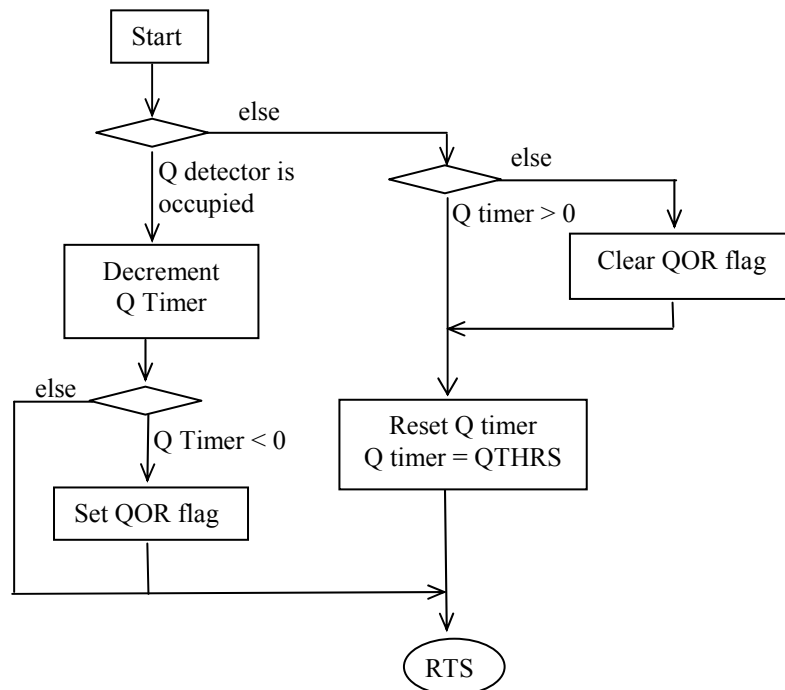 Start
else
else
Q detector is
occupied
Q timer > 0
Clear QOR flag
Decrement
Q Timer
else
Q Timer < 0
Reset Q timer
Q timer = QTHRS
Set QOR flag
RTS